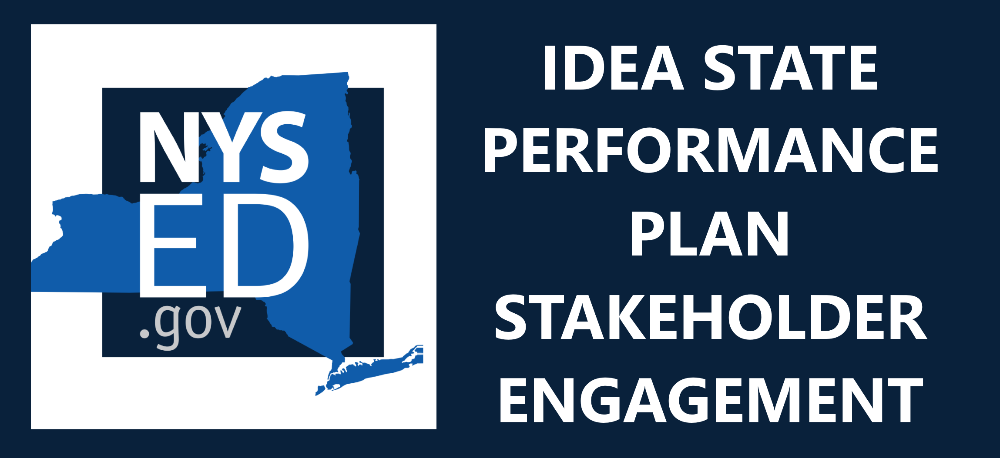 NYS
ED
.gov
IDEA STATE
PERFORMANCE
PLAN
STAKEHOLDER
ENGAGEMENT